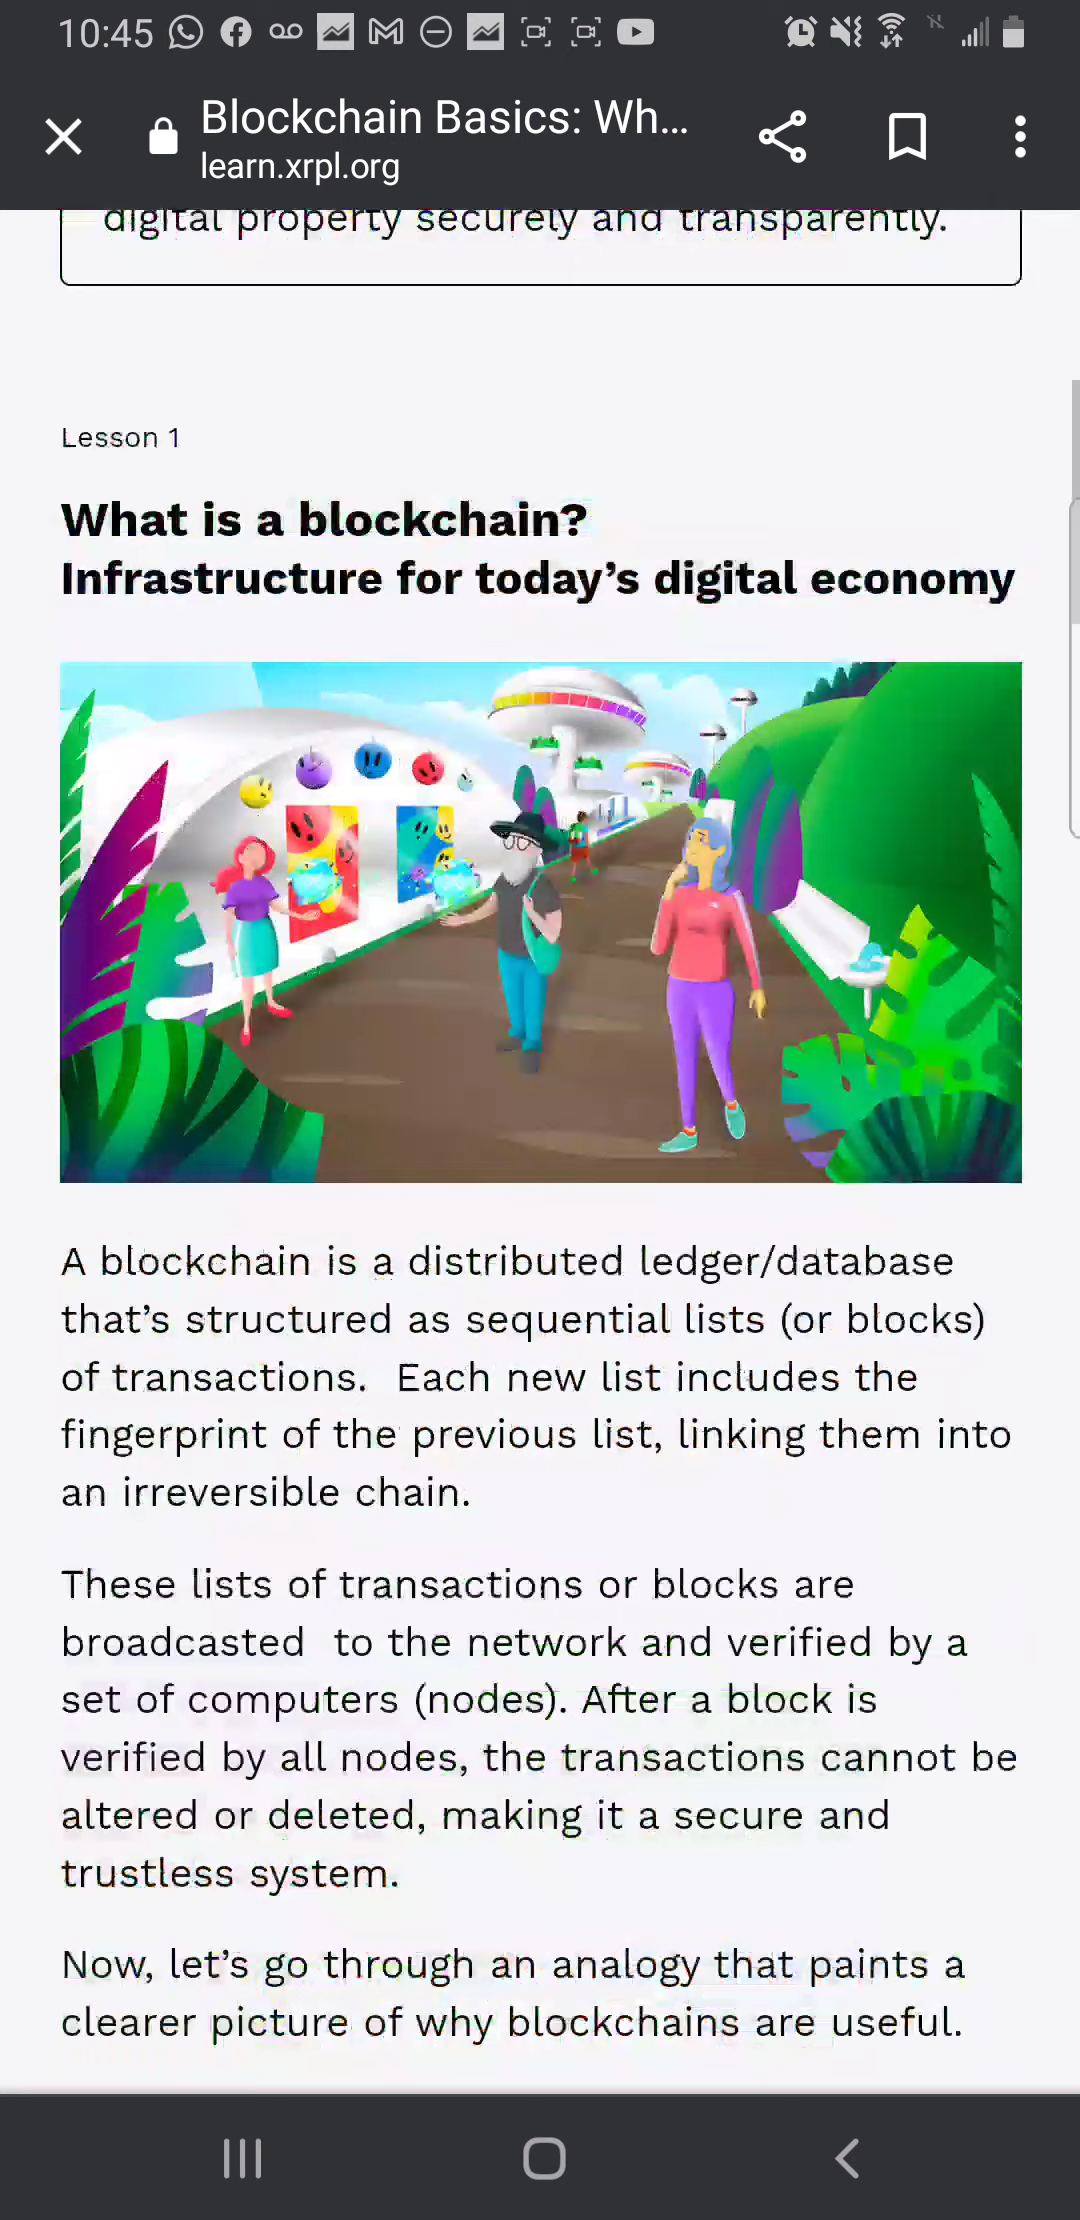 10:45
Blockchain Basics: Wh...
learn.xrpl.org
digital property securely and transparently.
Lesson 1
What is a blockchain?
Infrastructure for today’s digital economy
A blockchain is a distributed ledger/database
that’s structured as sequential lists (or blocks)
of transactions.  Each new list includes the
fingerprint of the previous list, linking them into
an irreversible chain.
These lists of transactions or blocks are
broadcasted  to the network and verified by a
set of computers (nodes). After a block is
verified by all nodes, the transactions cannot be
altered or deleted, making it a secure and
trustless system.
Now, let’s go through an analogy that paints a
clearer picture of why blockchains are useful.